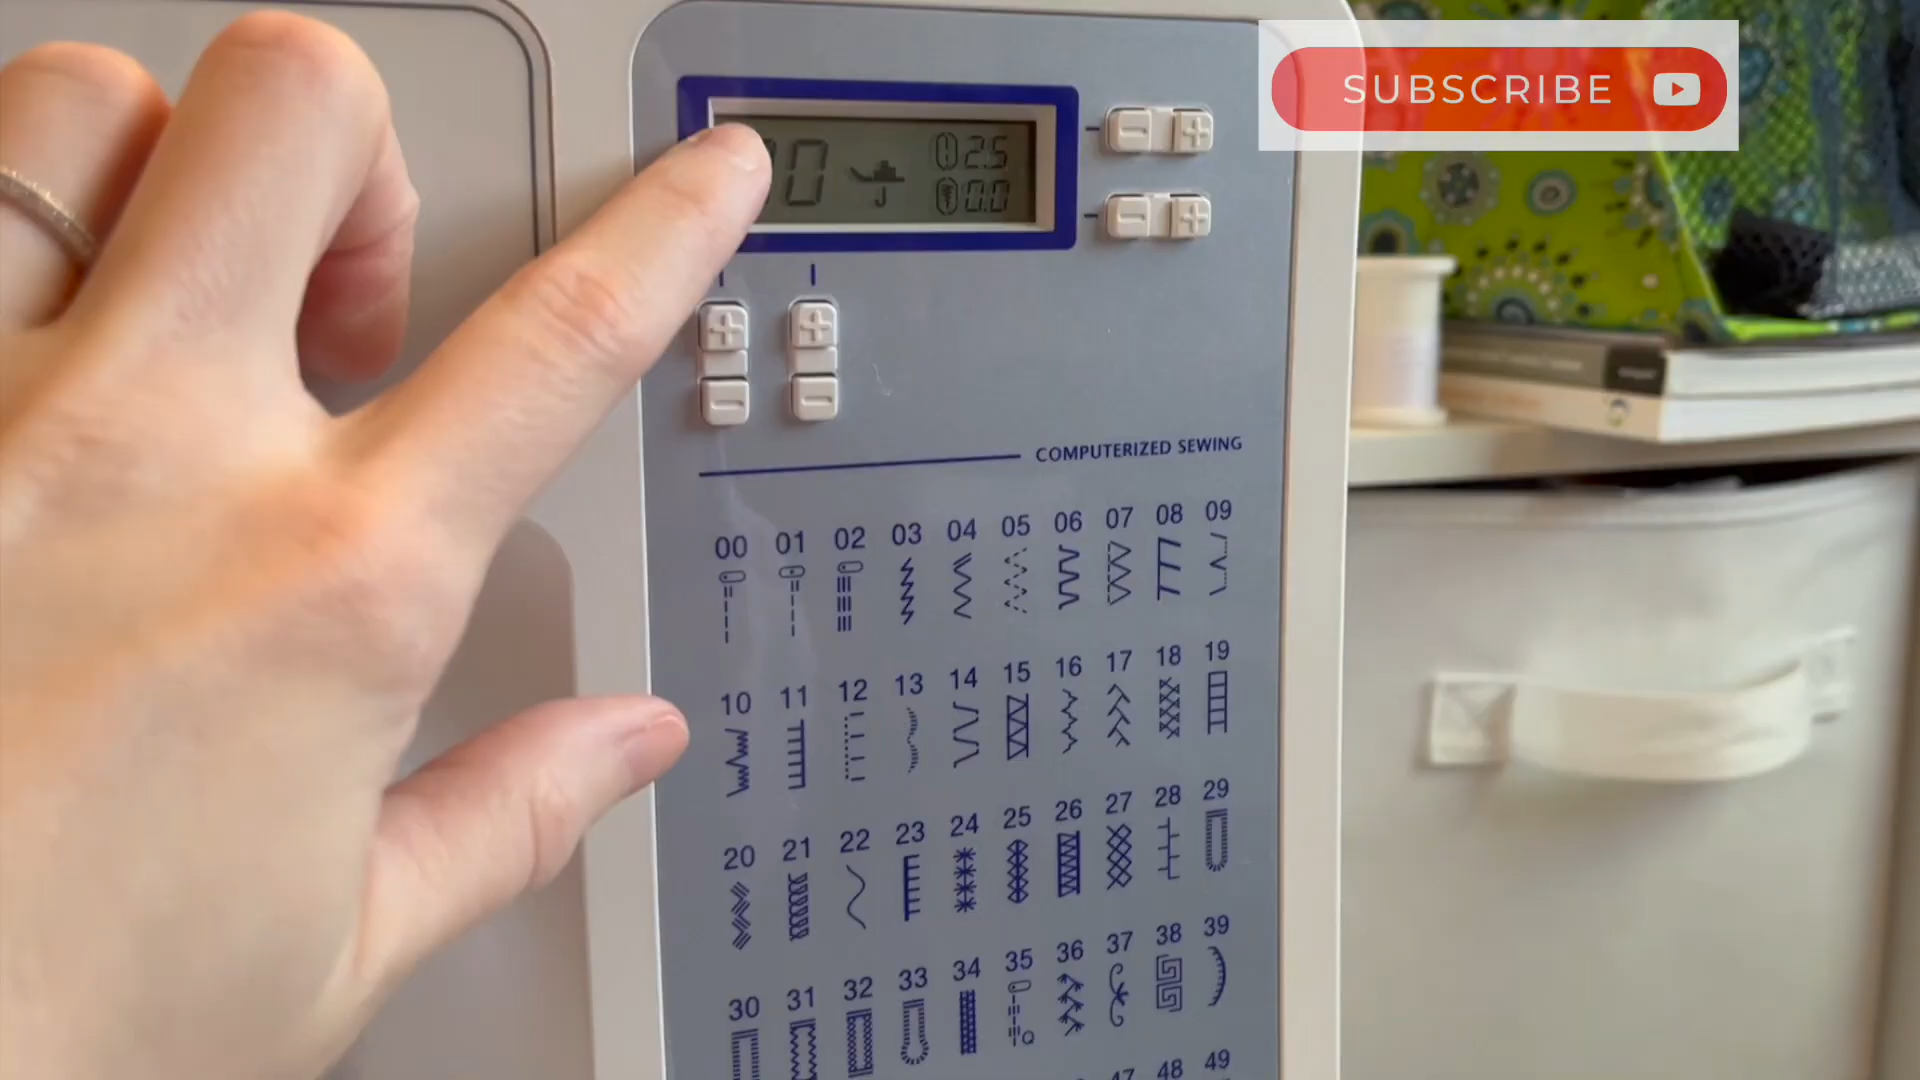 SUBSCRIBE
0 2.5
0.0
COMPUTERIZED SEWING
00 01 02 03 04 05 06 07 08 09
10 11 12 13 14 15 16 17 18 19
20 21 22 23 24 25 26 27 28 29
30 31 32 33 34 35 36 37 38 39
47 48 49